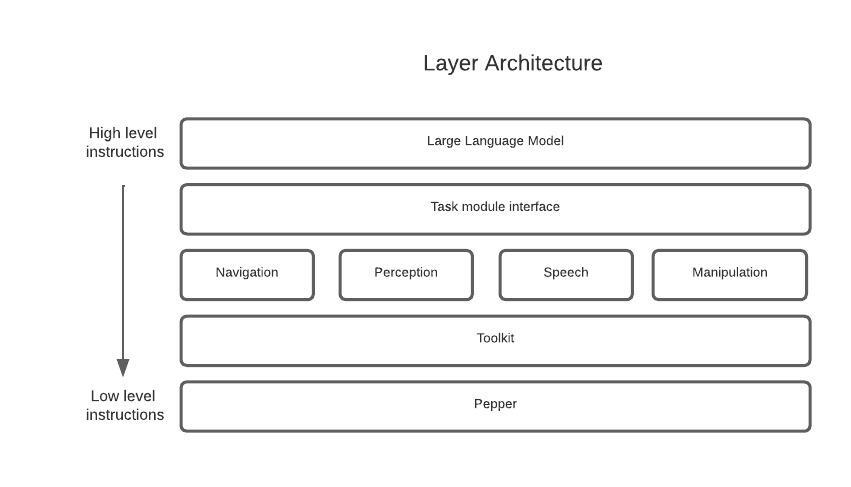 Layer Architecture
High level
instructions
Large Language Model
Task module interface
Navigation
Perception
Speech
Manipulation
Toolkit
Low level
instructions
Pepper